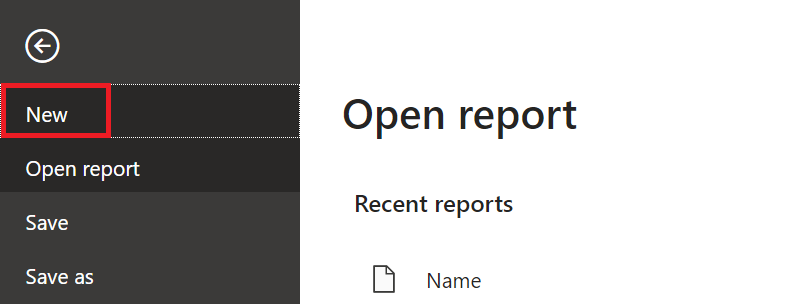 New
Open report
Save
Save as
Open report
Recent reports
Name